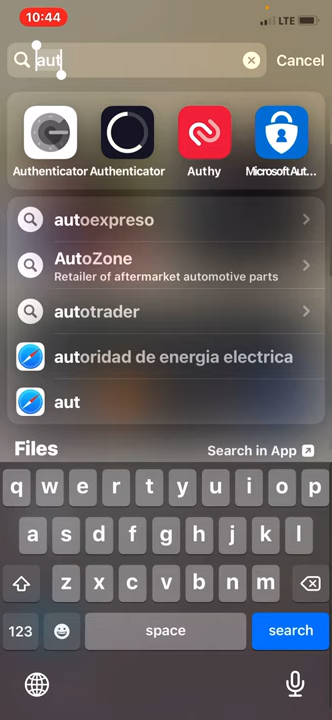 10:44
LTE
aut
Cancel
Authenticator Authenticator Authy Microsoft Aut...
autoexpreso
AutoZone
Retailer of aftermarket automotive parts
autotrader
autoridad de energia electrica
aut
Files Search in App
q w e r t y u i o p
a s d f g h j k l
z x c v b n m
123 space search